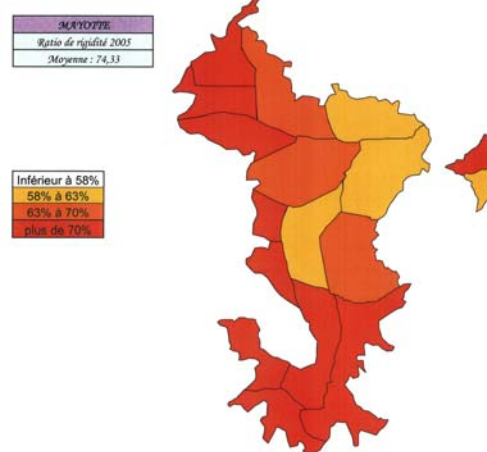 MAYOTTE
Ratio de rigidité 2005
Moyenne : 74,33
Inférieur à 58%
58% à 63%
63% à 70%
plus de 70%